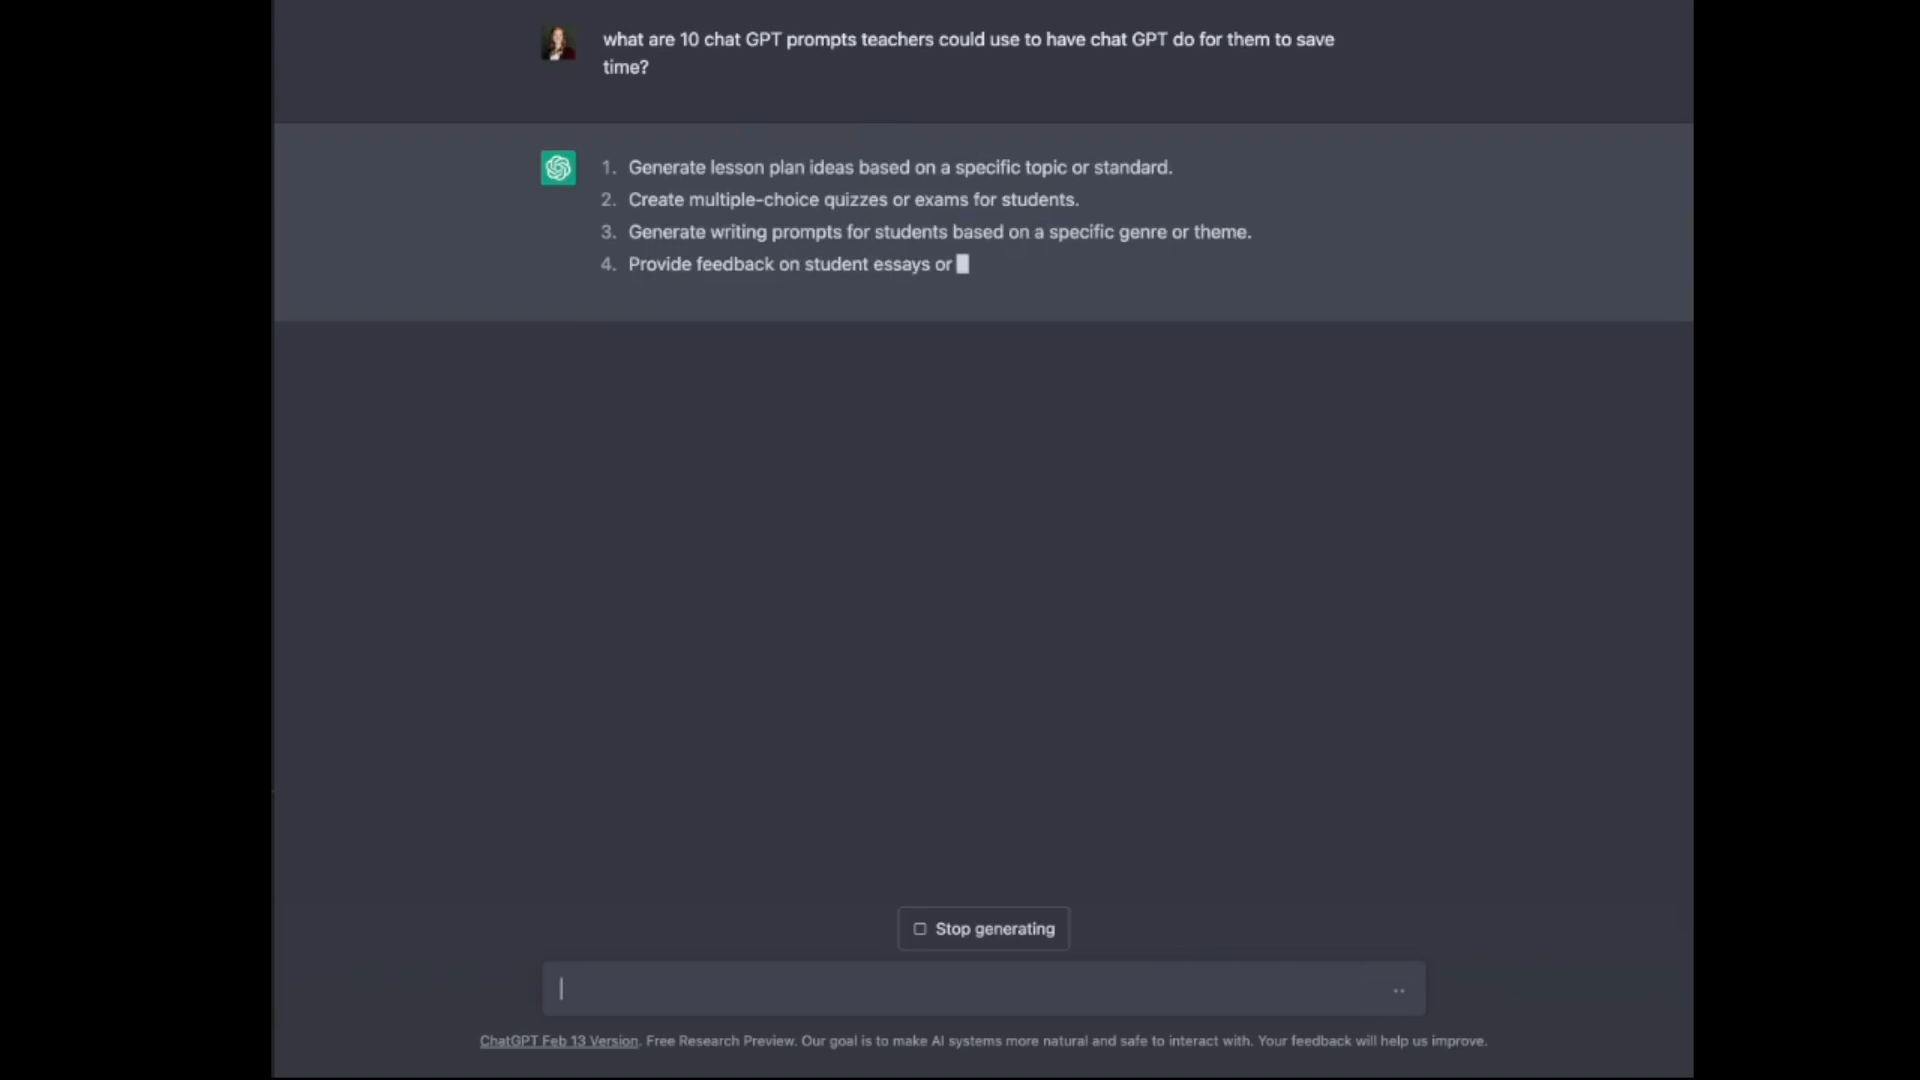 what are 10 chat GPT prompts teachers could use to have chat GPT do for them to save
time?
1. Generate lesson plan ideas based on a specific topic or standard.
2. Create multiple-choice quizzes or exams for students.
3. Generate writing prompts for students based on a specific genre or theme.
4. Provide feedback on student essays or
Stop generating
ChatGPT Feb 13 Version. Free Research Preview. Our goal is to make AI systems more natural and safe to interact with. Your feedback will help us improve.